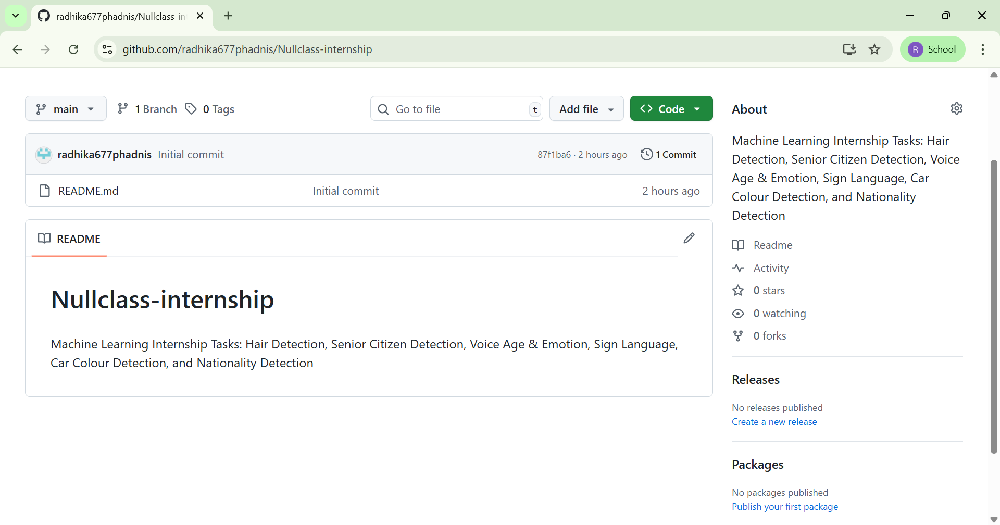 radhika677phadnis/Nullclass-in
github.com/radhika677phadnis/Nullclass-internship
R School
main
1 Branch
0 Tags
Go to file
t
Add file
Code
radhika677phadnis Initial commit
87f1ba6 · 2 hours ago
1 Commit
README.md
Initial commit
2 hours ago
README
Nullclass-internship
Machine Learning Internship Tasks: Hair Detection, Senior Citizen Detection, Voice Age & Emotion, Sign Language,
Car Colour Detection, and Nationality Detection
About
Machine Learning Internship Tasks: Hair
Detection, Senior Citizen Detection, Voice
Age & Emotion, Sign Language, Car
Colour Detection, and Nationality
Detection
Readme
Activity
0 stars
0 watching
0 forks
Releases
No releases published
Create a new release
Packages
No packages published
Publish your first package